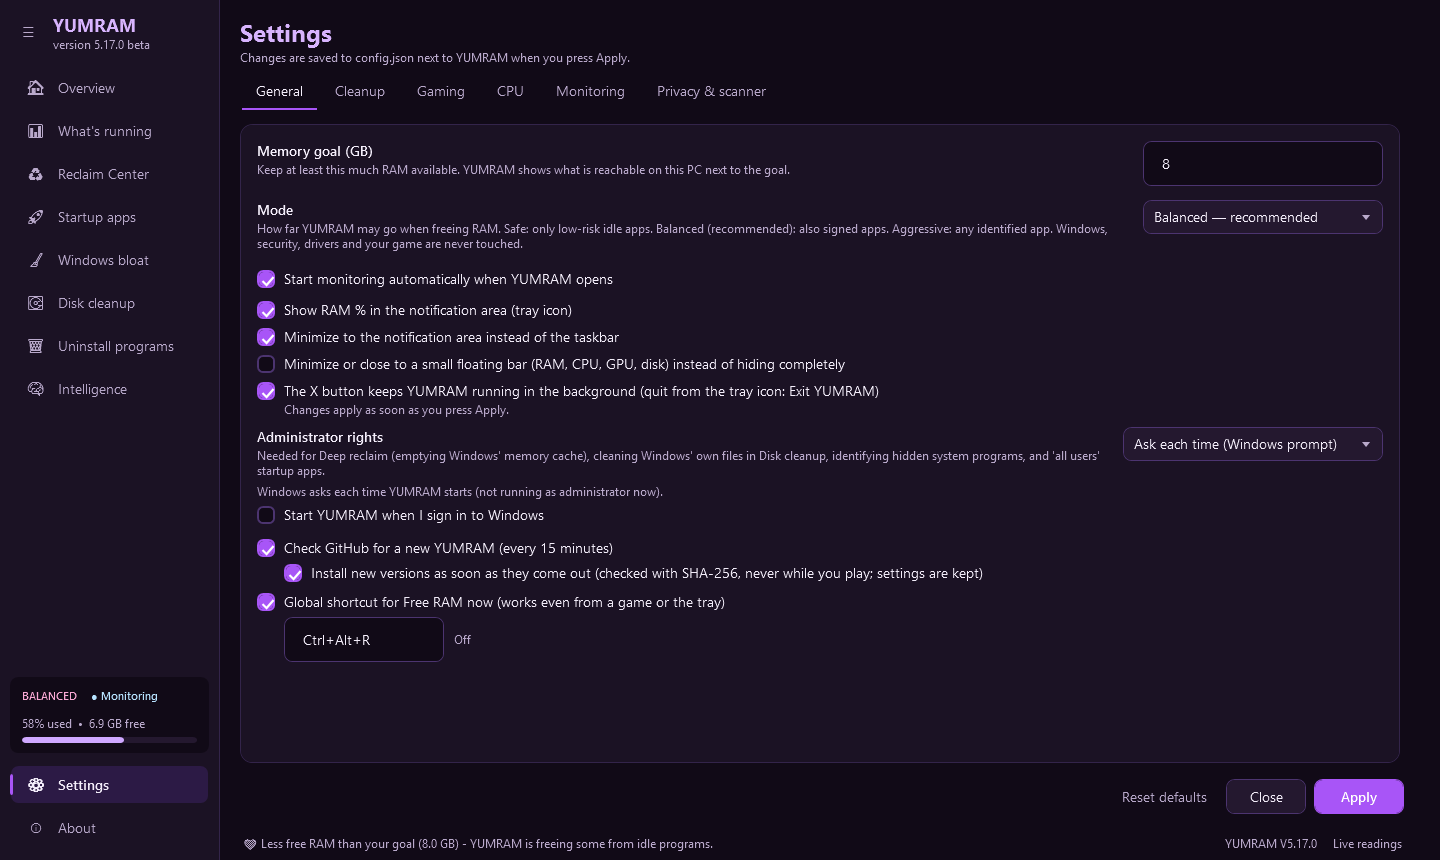 YUMRAM
version 5.17.0 beta
Overview
What's running
Reclaim Center
Startup apps
Windows bloat
Disk cleanup
Uninstall programs
Intelligence
BALANCED ● Monitoring
58% used • 6.9 GB free
Settings
About
Settings
Changes are saved to config.json next to YUMRAM when you press Apply.
General Cleanup Gaming CPU Monitoring Privacy & scanner
Memory goal (GB)
Keep at least this much RAM available. YUMRAM shows what is reachable on this PC next to the goal.
8
Mode
How far YUMRAM may go when freeing RAM. Safe: only low-risk idle apps. Balanced (recommended): also signed apps. Aggressive: any identified app. Windows,
security, drivers and your game are never touched.
Balanced — recommended
Start monitoring automatically when YUMRAM opens
Show RAM % in the notification area (tray icon)
Minimize to the notification area instead of the taskbar
Minimize or close to a small floating bar (RAM, CPU, GPU, disk) instead of hiding completely
The X button keeps YUMRAM running in the background (quit from the tray icon: Exit YUMRAM)
Changes apply as soon as you press Apply.
Administrator rights
Needed for Deep reclaim (emptying Windows' memory cache), cleaning Windows' own files in Disk cleanup, identifying hidden system programs, and 'all users'
startup apps.
Ask each time (Windows prompt)
Windows asks each time YUMRAM starts (not running as administrator now).
Start YUMRAM when I sign in to Windows
Check GitHub for a new YUMRAM (every 15 minutes)
Install new versions as soon as they come out (checked with SHA-256, never while you play; settings are kept)
Global shortcut for Free RAM now (works even from a game or the tray)
Ctrl+Alt+R Off
Reset defaults Close Apply
Less free RAM than your goal (8.0 GB) - YUMRAM is freeing some from idle programs.
YUMRAM V5.17.0 Live readings